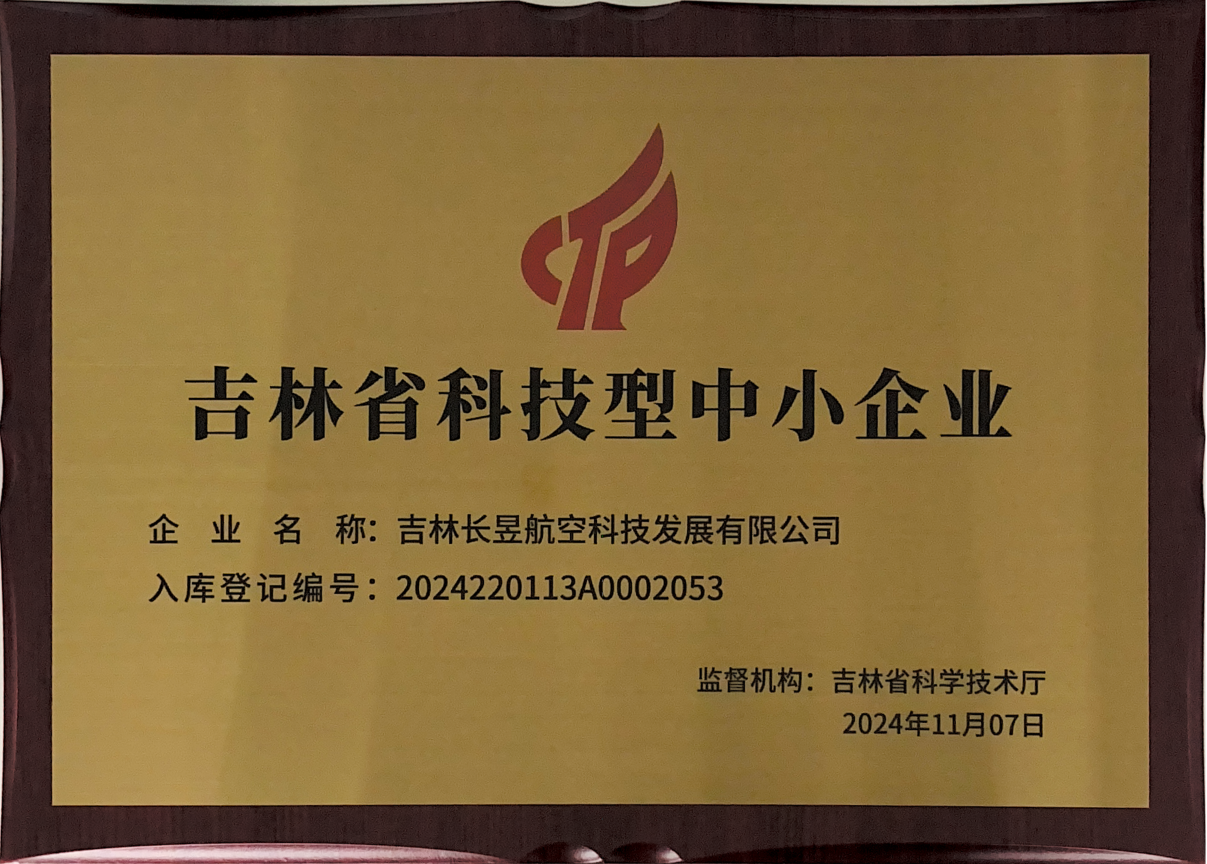 CTP
吉林省科技型中小企业
企业名称：吉林长昱航空科技发展有限公司
入库登记编号：2024220113A0002053
监督机构：吉林省科学技术厅
2024年11月07日